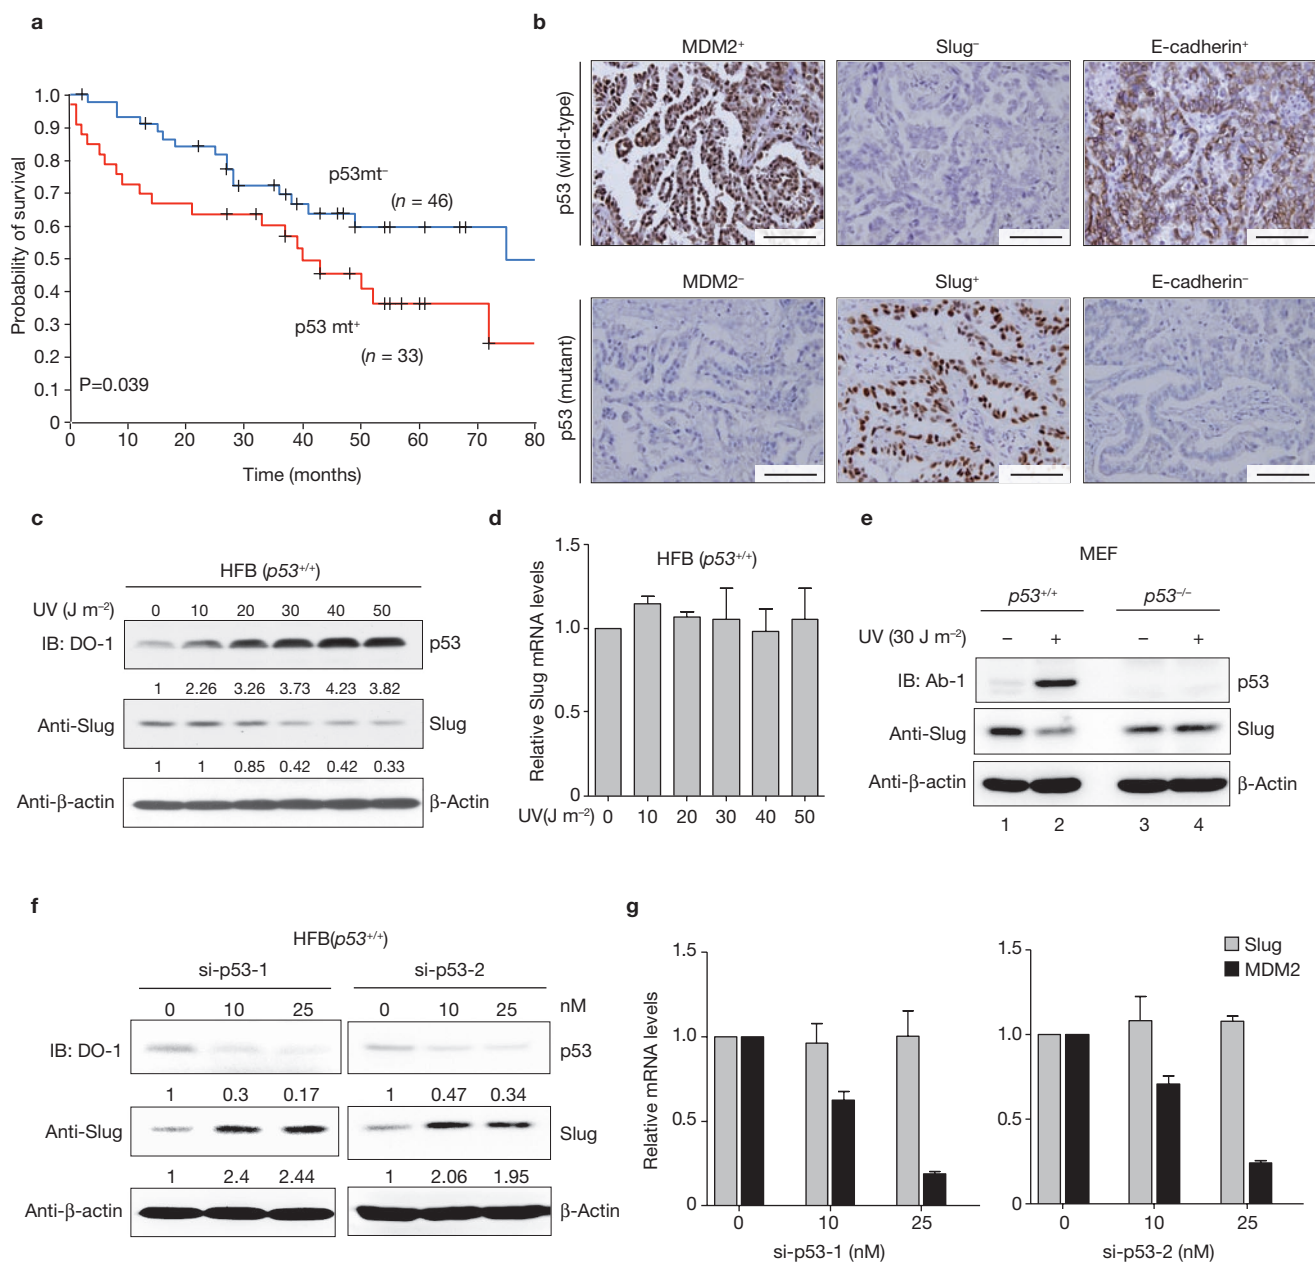 a
Probability of survival
1.0
0.9
0.8
0.7
0.6
0.5
0.4
0.3
0.2
0.1
0
p53mt⁻
(n = 46)
p53 mt⁺
(n = 33)
P=0.039
0 10 20 30 40 50 60 70 80
Time (months)
b
MDM2⁺ Slug⁻ E-cadherin⁺
p53 (wild-type)
MDM2⁻ Slug⁺ E-cadherin⁻
p53 (mutant)
c
HFB (p53⁺/⁺)
UV (J m⁻²) 0 10 20 30 40 50
IB: DO-1 p53
1 2.26 3.26 3.73 4.23 3.82
Anti-Slug Slug
1 1 0.85 0.42 0.42 0.33
Anti-β-actin β-Actin
d
Relative Slug mRNA levels
HFB (p53⁺/⁺)
1.5
1.0
0.5
0
UV(J m⁻²) 0 10 20 30 40 50
e
MEF
p53⁺/⁺ p53⁻/⁻
UV (30 J m⁻²) – + – +
IB: Ab-1 p53
Anti-Slug Slug
Anti-β-actin β-Actin
1 2 3 4
f
HFB(p53⁺/⁺)
si-p53-1 si-p53-2
0 10 25 0 10 25 nM
IB: DO-1 p53
1 0.3 0.17 1 0.47 0.34
Anti-Slug Slug
1 2.4 2.44 1 2.06 1.95
Anti-β-actin β-Actin
g
Relative mRNA levels
1.5
1.0
0.5
0
0 10 25
si-p53-1 (nM)
1.5
1.0
0.5
0
0 10 25
si-p53-2 (nM)
Slug
MDM2